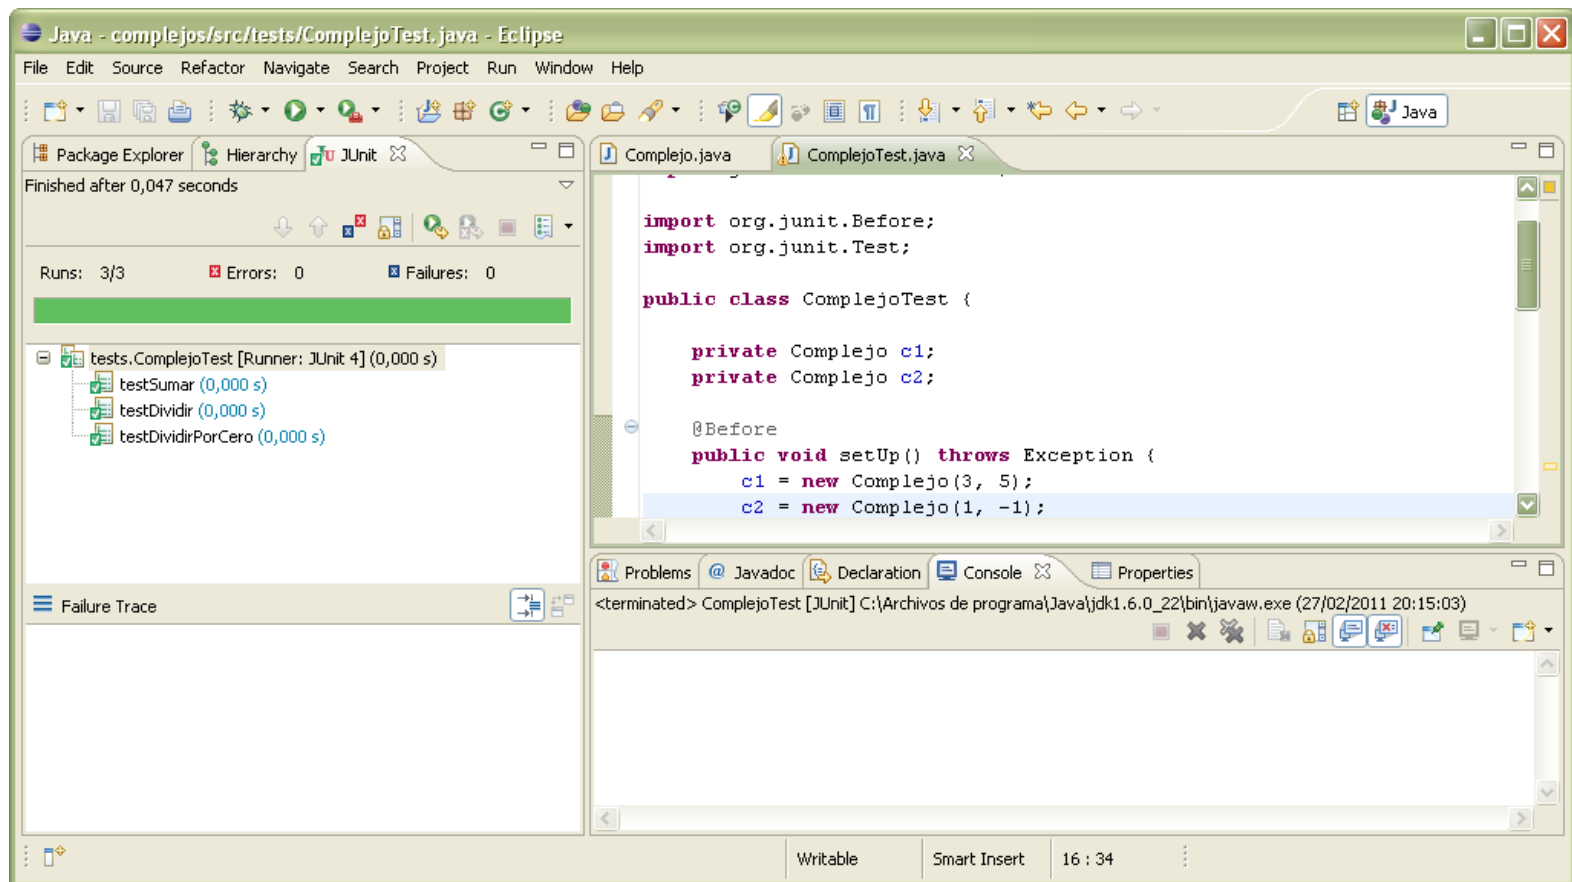 Java - complejos/src/tests/ComplejoTest.java - Eclipse
File Edit Source Refactor Navigate Search Project Run Window Help
Java
Package Explorer Hierarchy JUnit
Finished after 0,047 seconds
Runs: 3/3 Errors: 0 Failures: 0
tests.ComplejoTest [Runner: JUnit 4] (0,000 s)
testSumar (0,000 s)
testDividir (0,000 s)
testDividirPorCero (0,000 s)
Failure Trace
Complejo.java ComplejoTest.java
import org.junit.Before;
import org.junit.Test;
public class ComplejoTest {
private Complejo c1;
private Complejo c2;
@Before
public void setUp() throws Exception {
c1 = new Complejo(3, 5);
c2 = new Complejo(1, -1);
Problems Javadoc Declaration Console Properties
<terminated> ComplejoTest [JUnit] C:\Archivos de programa\Java\jdk1.6.0_22\bin\javaw.exe (27/02/2011 20:15:03)
Writable Smart Insert 16 : 34